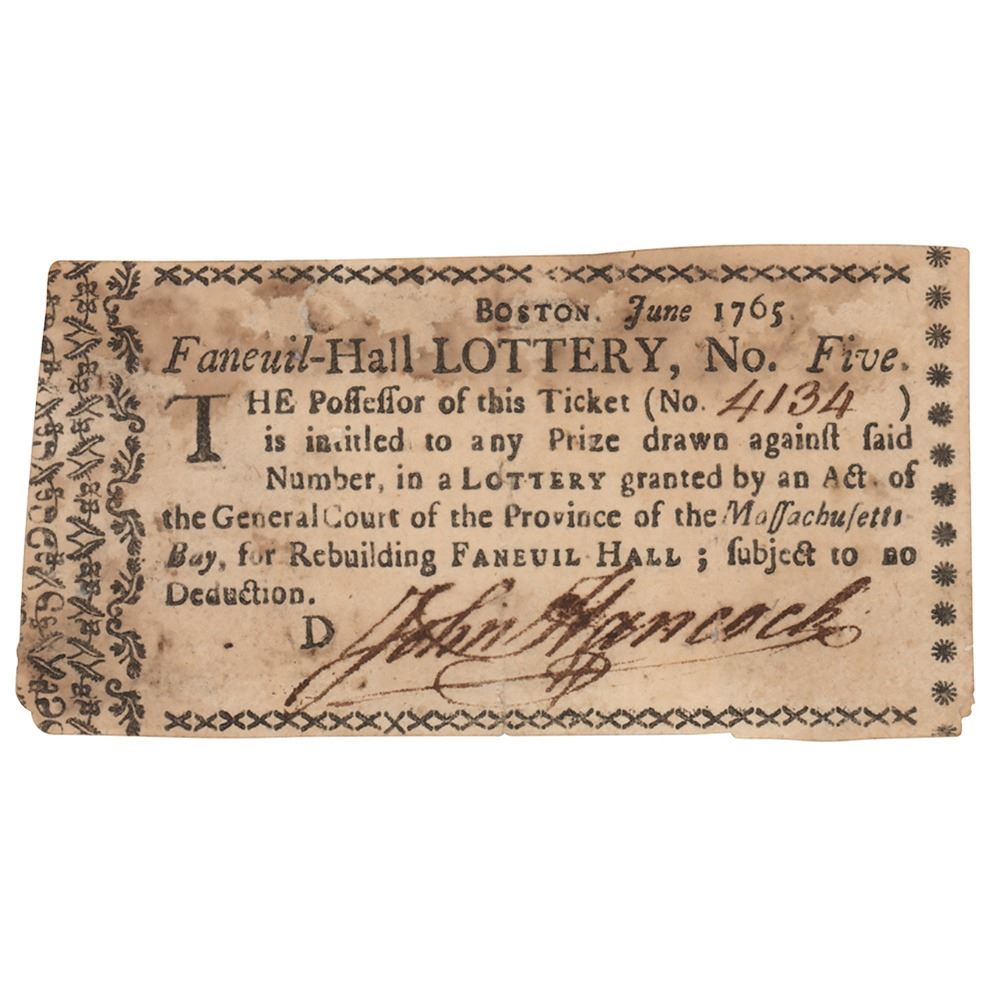 BOSTON. June 1765.
Faneuil-Hall LOTTERY, No. Five.
THE Poſſeſſor of this Ticket (No. 4134 )
is intitled to any Prize drawn againſt ſaid
Number, in a LOTTERY granted by an Act of
the General Court of the Province of the Maſſachuſetts
Bay, for Rebuilding FANEUIL HALL ; ſubject to no
Deduction.
D John Hancock